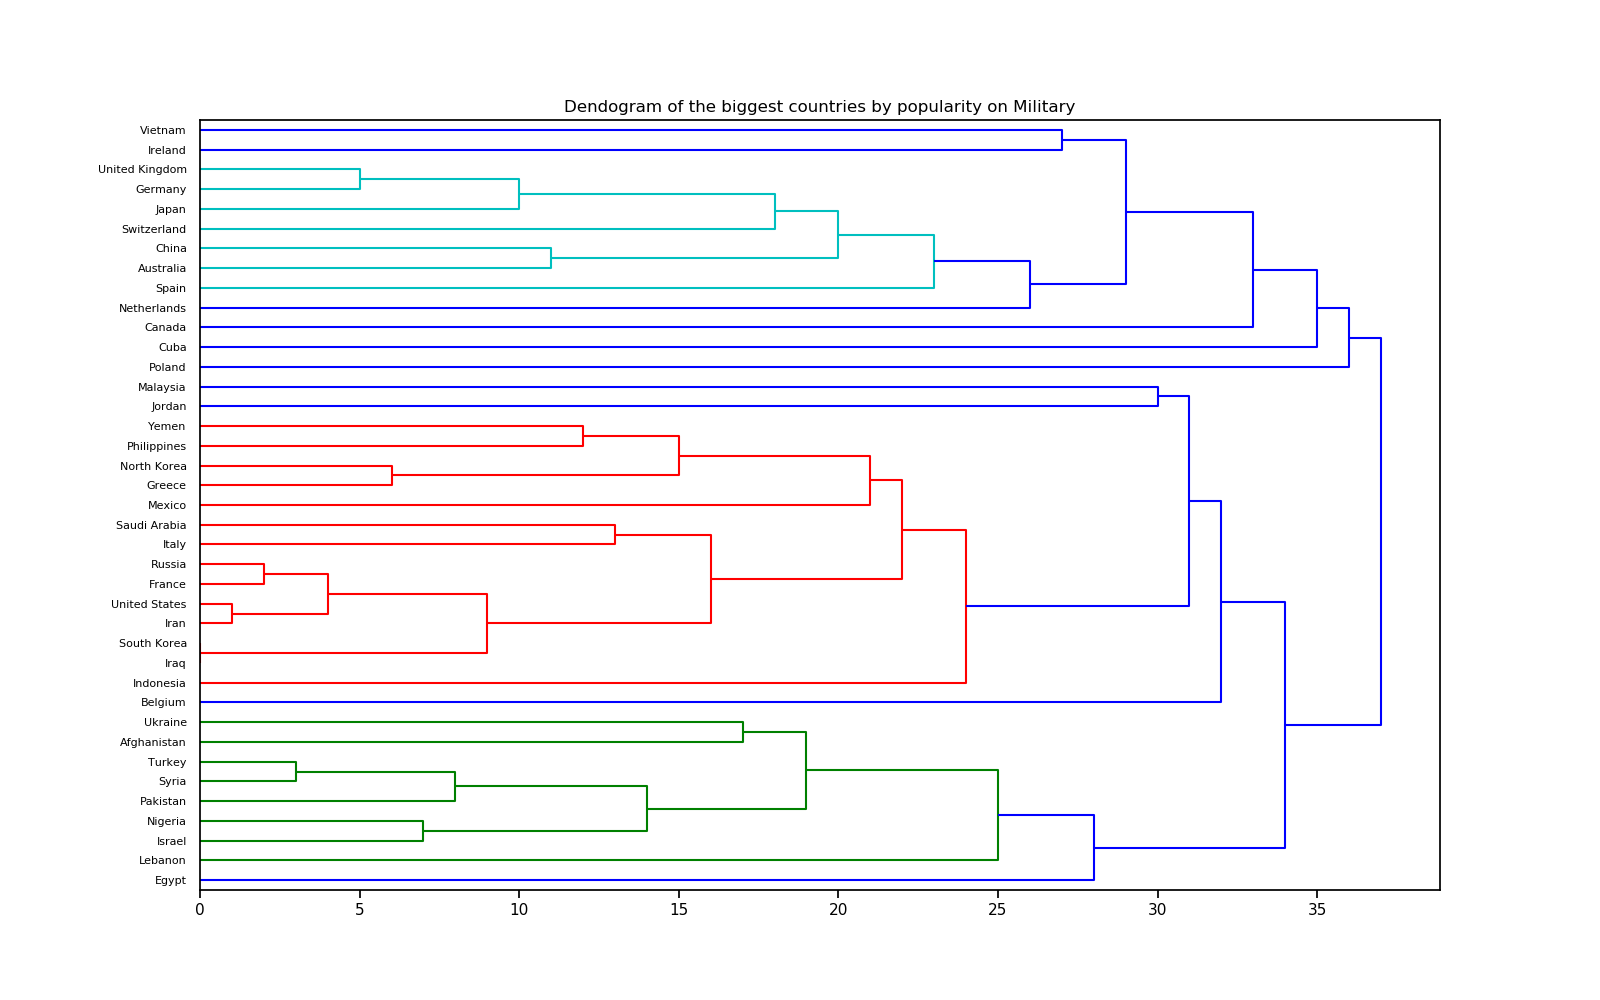 Dendogram of the biggest countries by popularity on Military
Vietnam
Ireland
United Kingdom
Germany
Japan
Switzerland
China
Australia
Spain
Netherlands
Canada
Cuba
Poland
Malaysia
Jordan
Yemen
Philippines
North Korea
Greece
Mexico
Saudi Arabia
Italy
Russia
France
United States
Iran
South Korea
Iraq
Indonesia
Belgium
Ukraine
Afghanistan
Turkey
Syria
Pakistan
Nigeria
Israel
Lebanon
Egypt
0 5 10 15 20 25 30 35